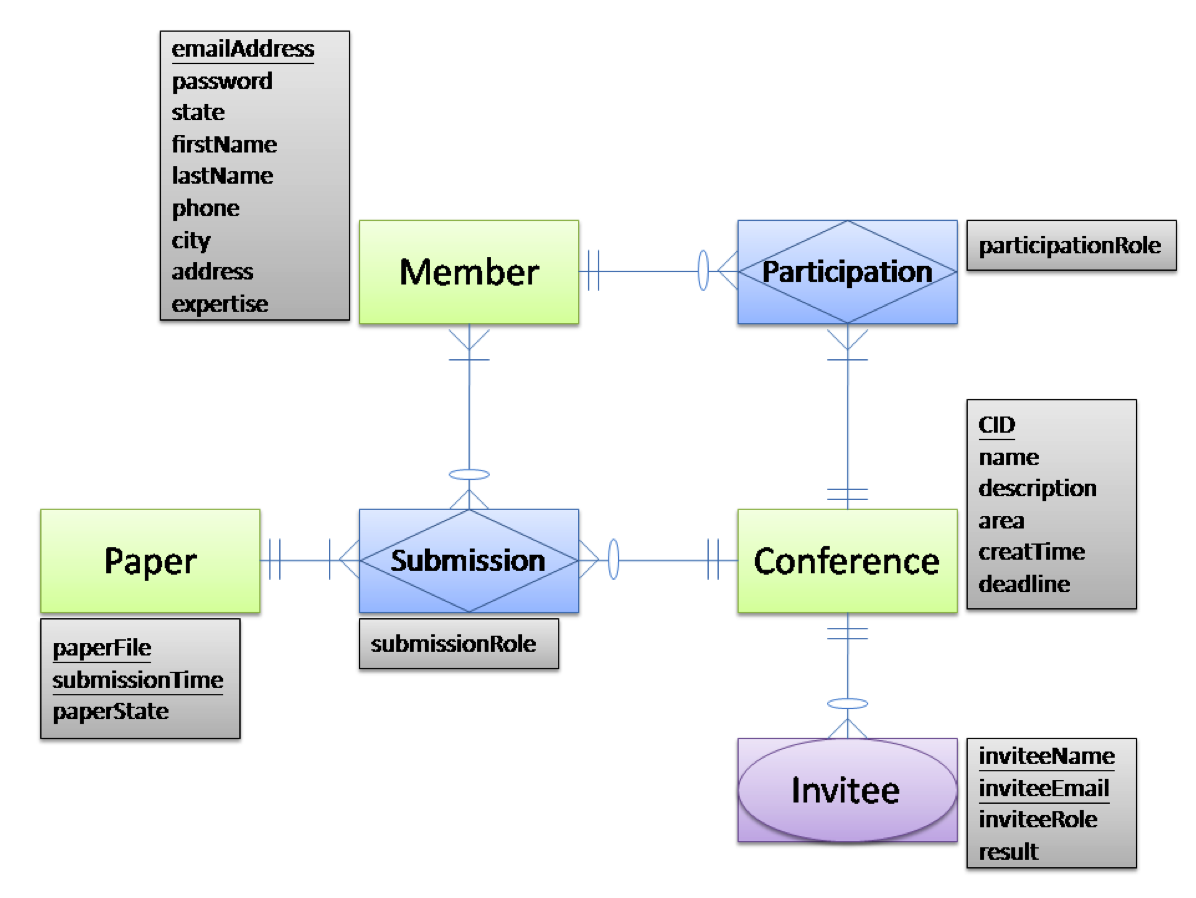 emailAddress
password
state
firstName
lastName
phone
city
address
expertise
Member
Participation
participationRole
CID
name
description
area
creatTime
deadline
Paper
Submission
Conference
paperFile
submissionTime
paperState
submissionRole
Invitee
inviteeName
inviteeEmail
inviteeRole
result